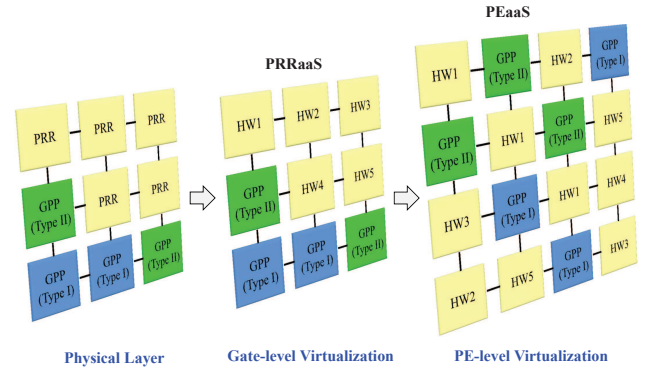 PEaaS
PRRaaS
PRR
PRR
PRR
GPP
(Type II)
PRR
PRR
GPP
(Type I)
GPP
(Type I)
GPP
(Type II)
HW1
HW2
HW3
GPP
(Type II)
HW4
HW5
GPP
(Type I)
GPP
(Type I)
GPP
(Type II)
HW1
GPP
(Type II)
HW2
GPP
(Type I)
GPP
(Type II)
HW1
GPP
(Type II)
HW5
HW3
GPP
(Type I)
HW1
HW4
HW2
HW5
GPP
(Type I)
HW3
Physical Layer
Gate-level Virtualization
PE-level Virtualization